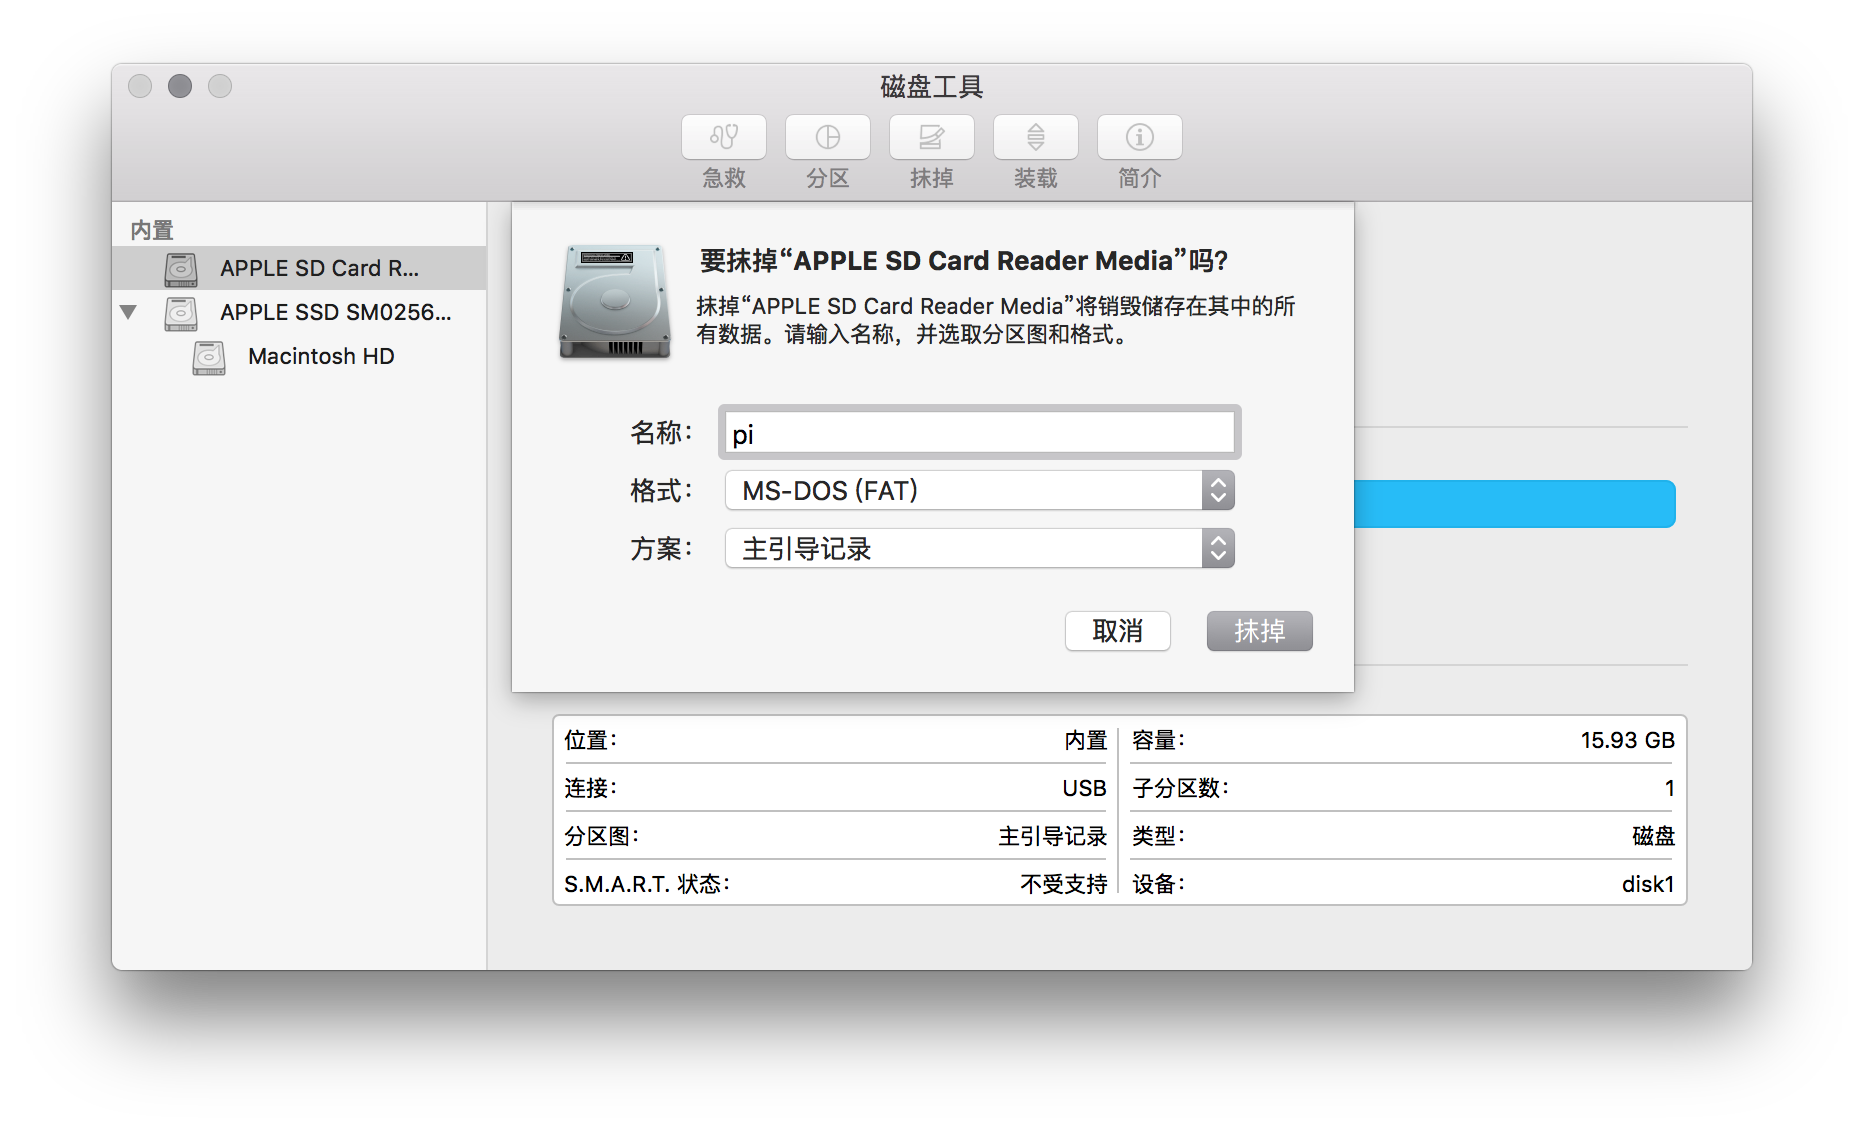 磁盘工具
急救
分区
抹掉
装载
简介
内置
APPLE SD Card R...
APPLE SSD SM0256...
Macintosh HD
要抹掉“APPLE SD Card Reader Media”吗?
抹掉“APPLE SD Card Reader Media”将销毁储存在其中的所
有数据。请输入名称，并选取分区图和格式。
名称： pi
格式： MS-DOS (FAT)
方案： 主引导记录
取消
抹掉
位置： 内置
容量： 15.93 GB
连接： USB
子分区数： 1
分区图： 主引导记录
类型： 磁盘
S.M.A.R.T. 状态： 不受支持
设备： disk1